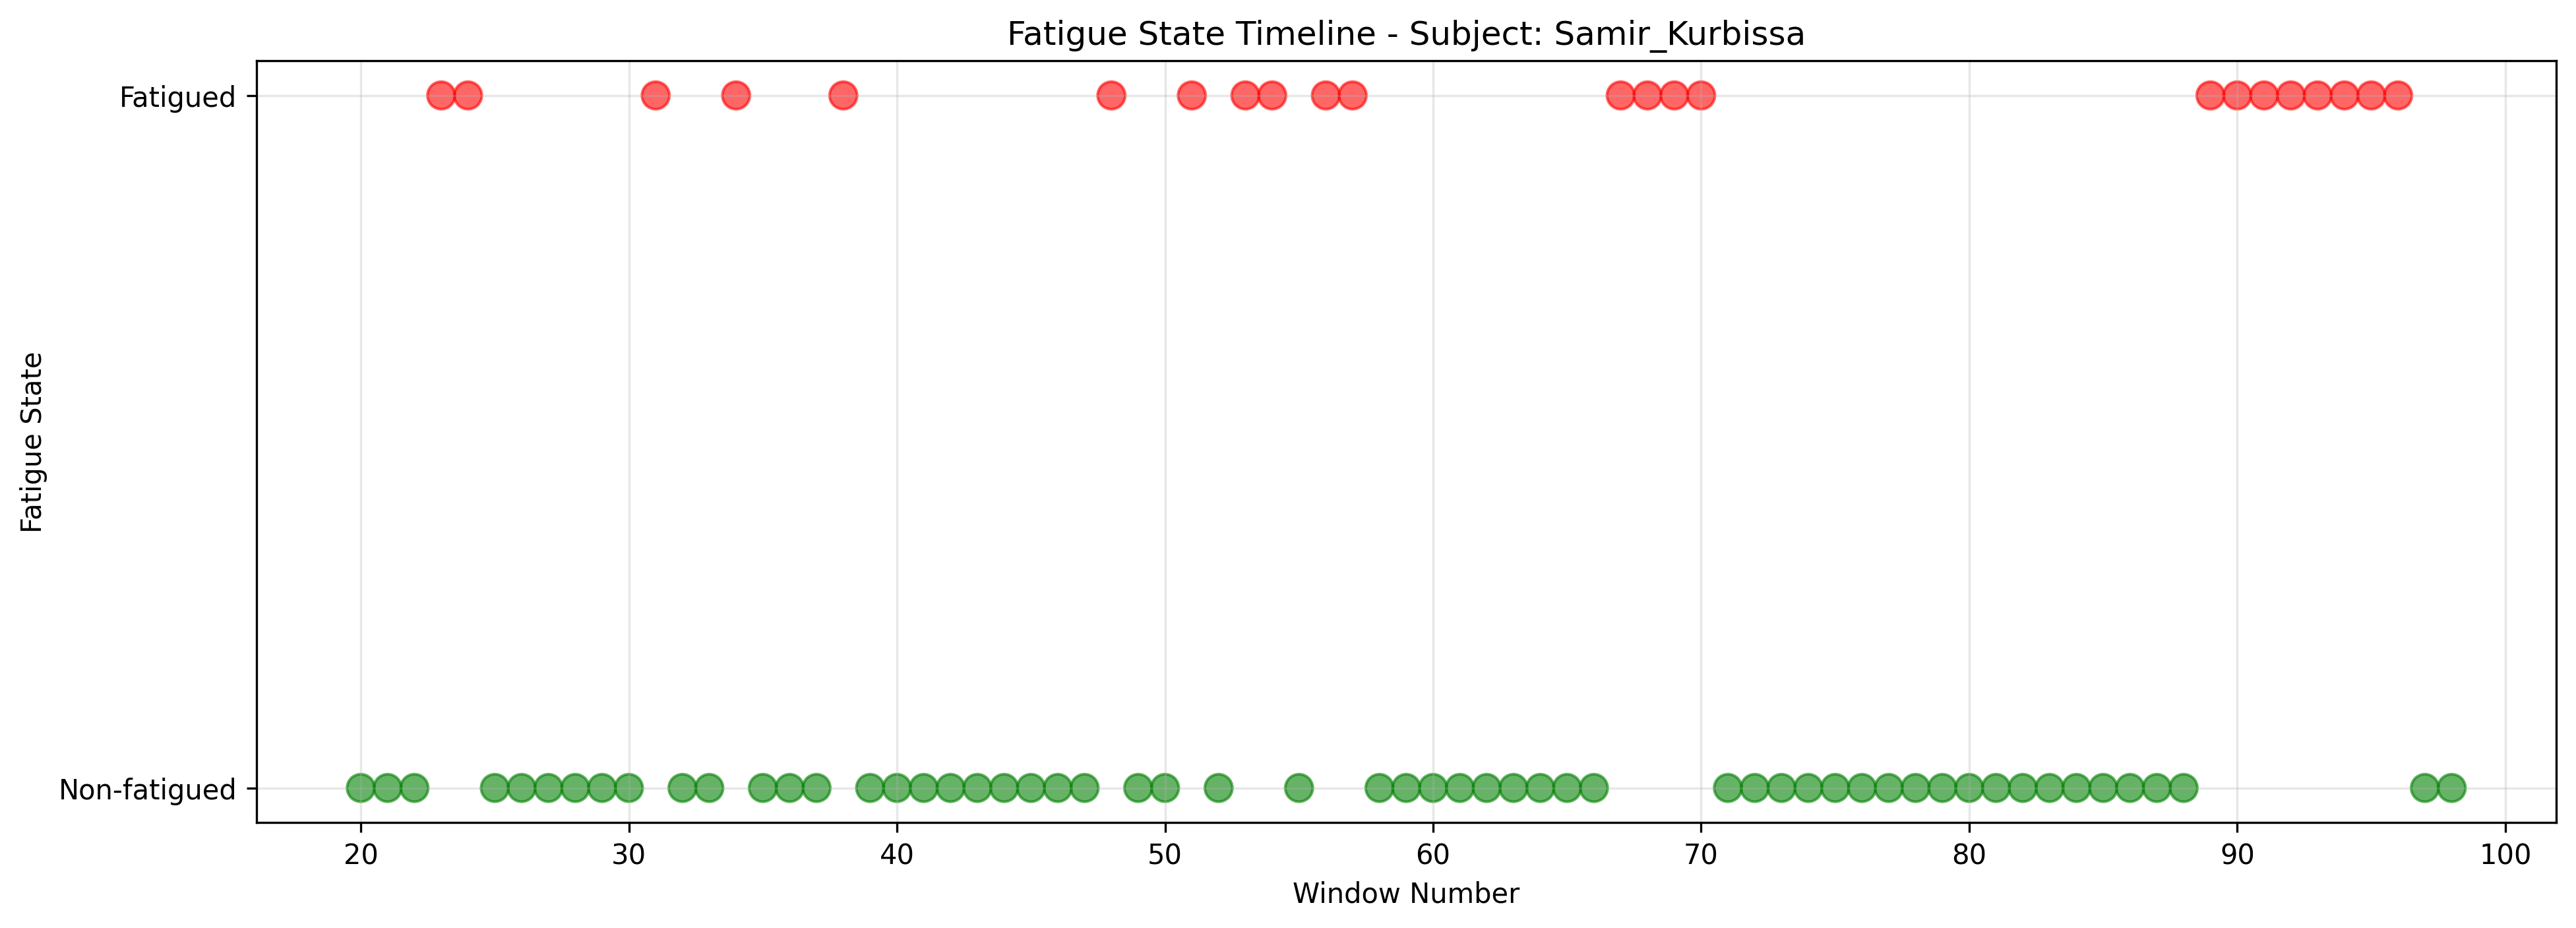 Fatigue State Timeline - Subject: Samir_Kurbissa
Fatigued
Fatigue State
Non-fatigued
20 30 40 50 60 70 80 90 100
Window Number